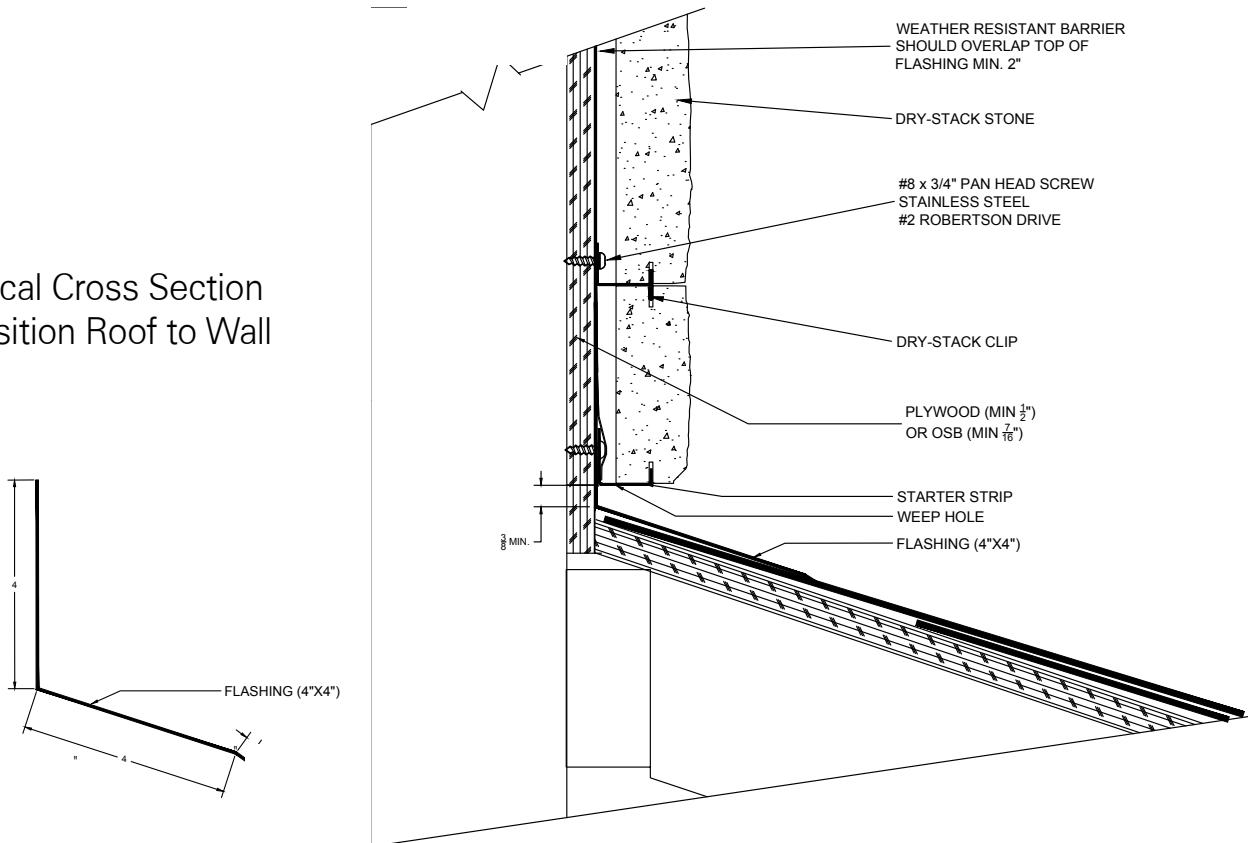 WEATHER RESISTANT BARRIER
SHOULD OVERLAP TOP OF
FLASHING MIN. 2"
DRY-STACK STONE
#8 x 3/4" PAN HEAD SCREW
STAINLESS STEEL
#2 ROBERTSON DRIVE
cal Cross Section
sition Roof to Wall
DRY-STACK CLIP
PLYWOOD (MIN 1/2")
OR OSB (MIN 7/16")
STARTER STRIP
WEEP HOLE
FLASHING (4"X4")
3/8 MIN.
4
FLASHING (4"X4")
" 4